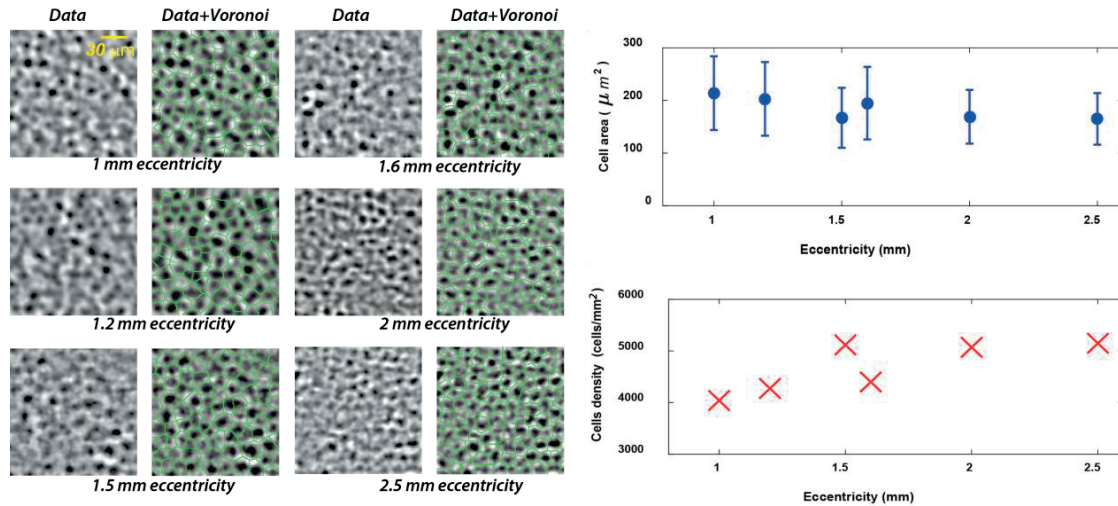 Data Data+Voronoi Data Data+Voronoi
30 μm
1 mm eccentricity
1.6 mm eccentricity
1.2 mm eccentricity
2 mm eccentricity
1.5 mm eccentricity
2.5 mm eccentricity
300
200
100
0
Cell area ( μm²)
1 1.5 2 2.5
Eccentricity (mm)
6000
5000
4000
3000
Cells density (cells/mm²)
1 1.5 2 2.5
Eccentricity (mm)